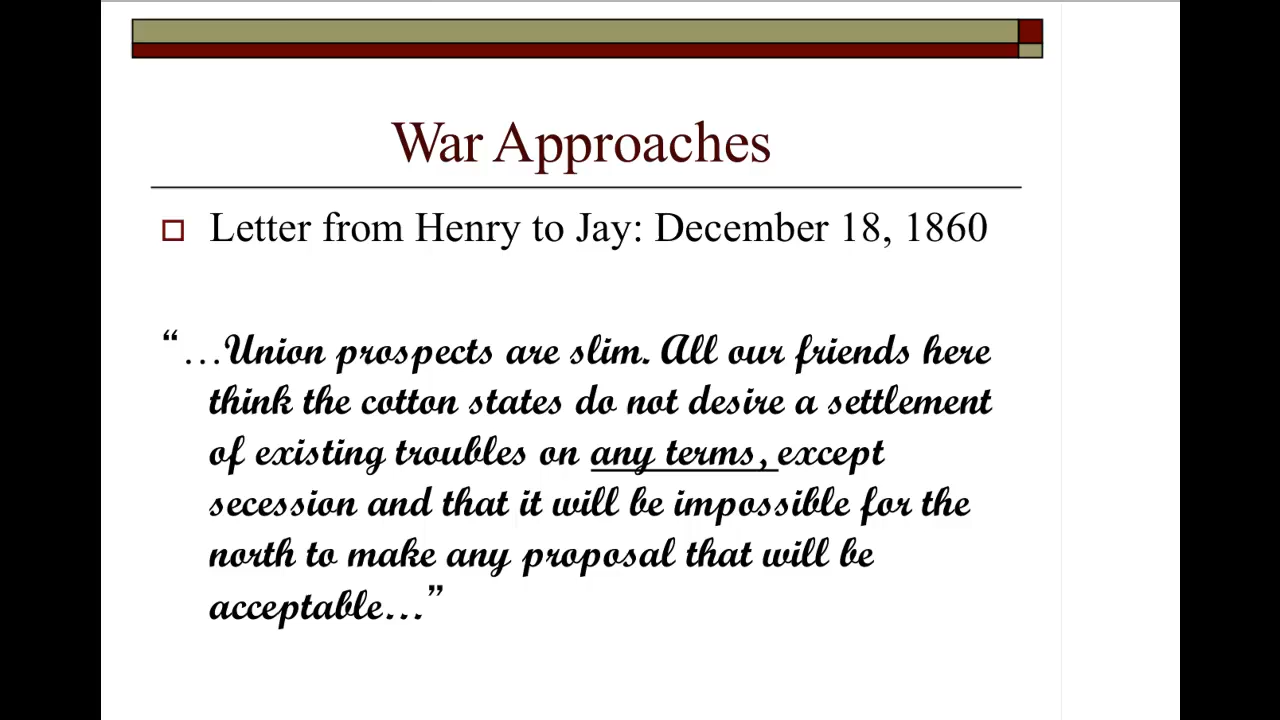 War Approaches
Letter from Henry to Jay: December 18, 1860
“…Union prospects are slim. All our friends here
think the cotton states do not desire a settlement
of existing troubles on any terms, except
secession and that it will be impossible for the
north to make any proposal that will be
acceptable…”